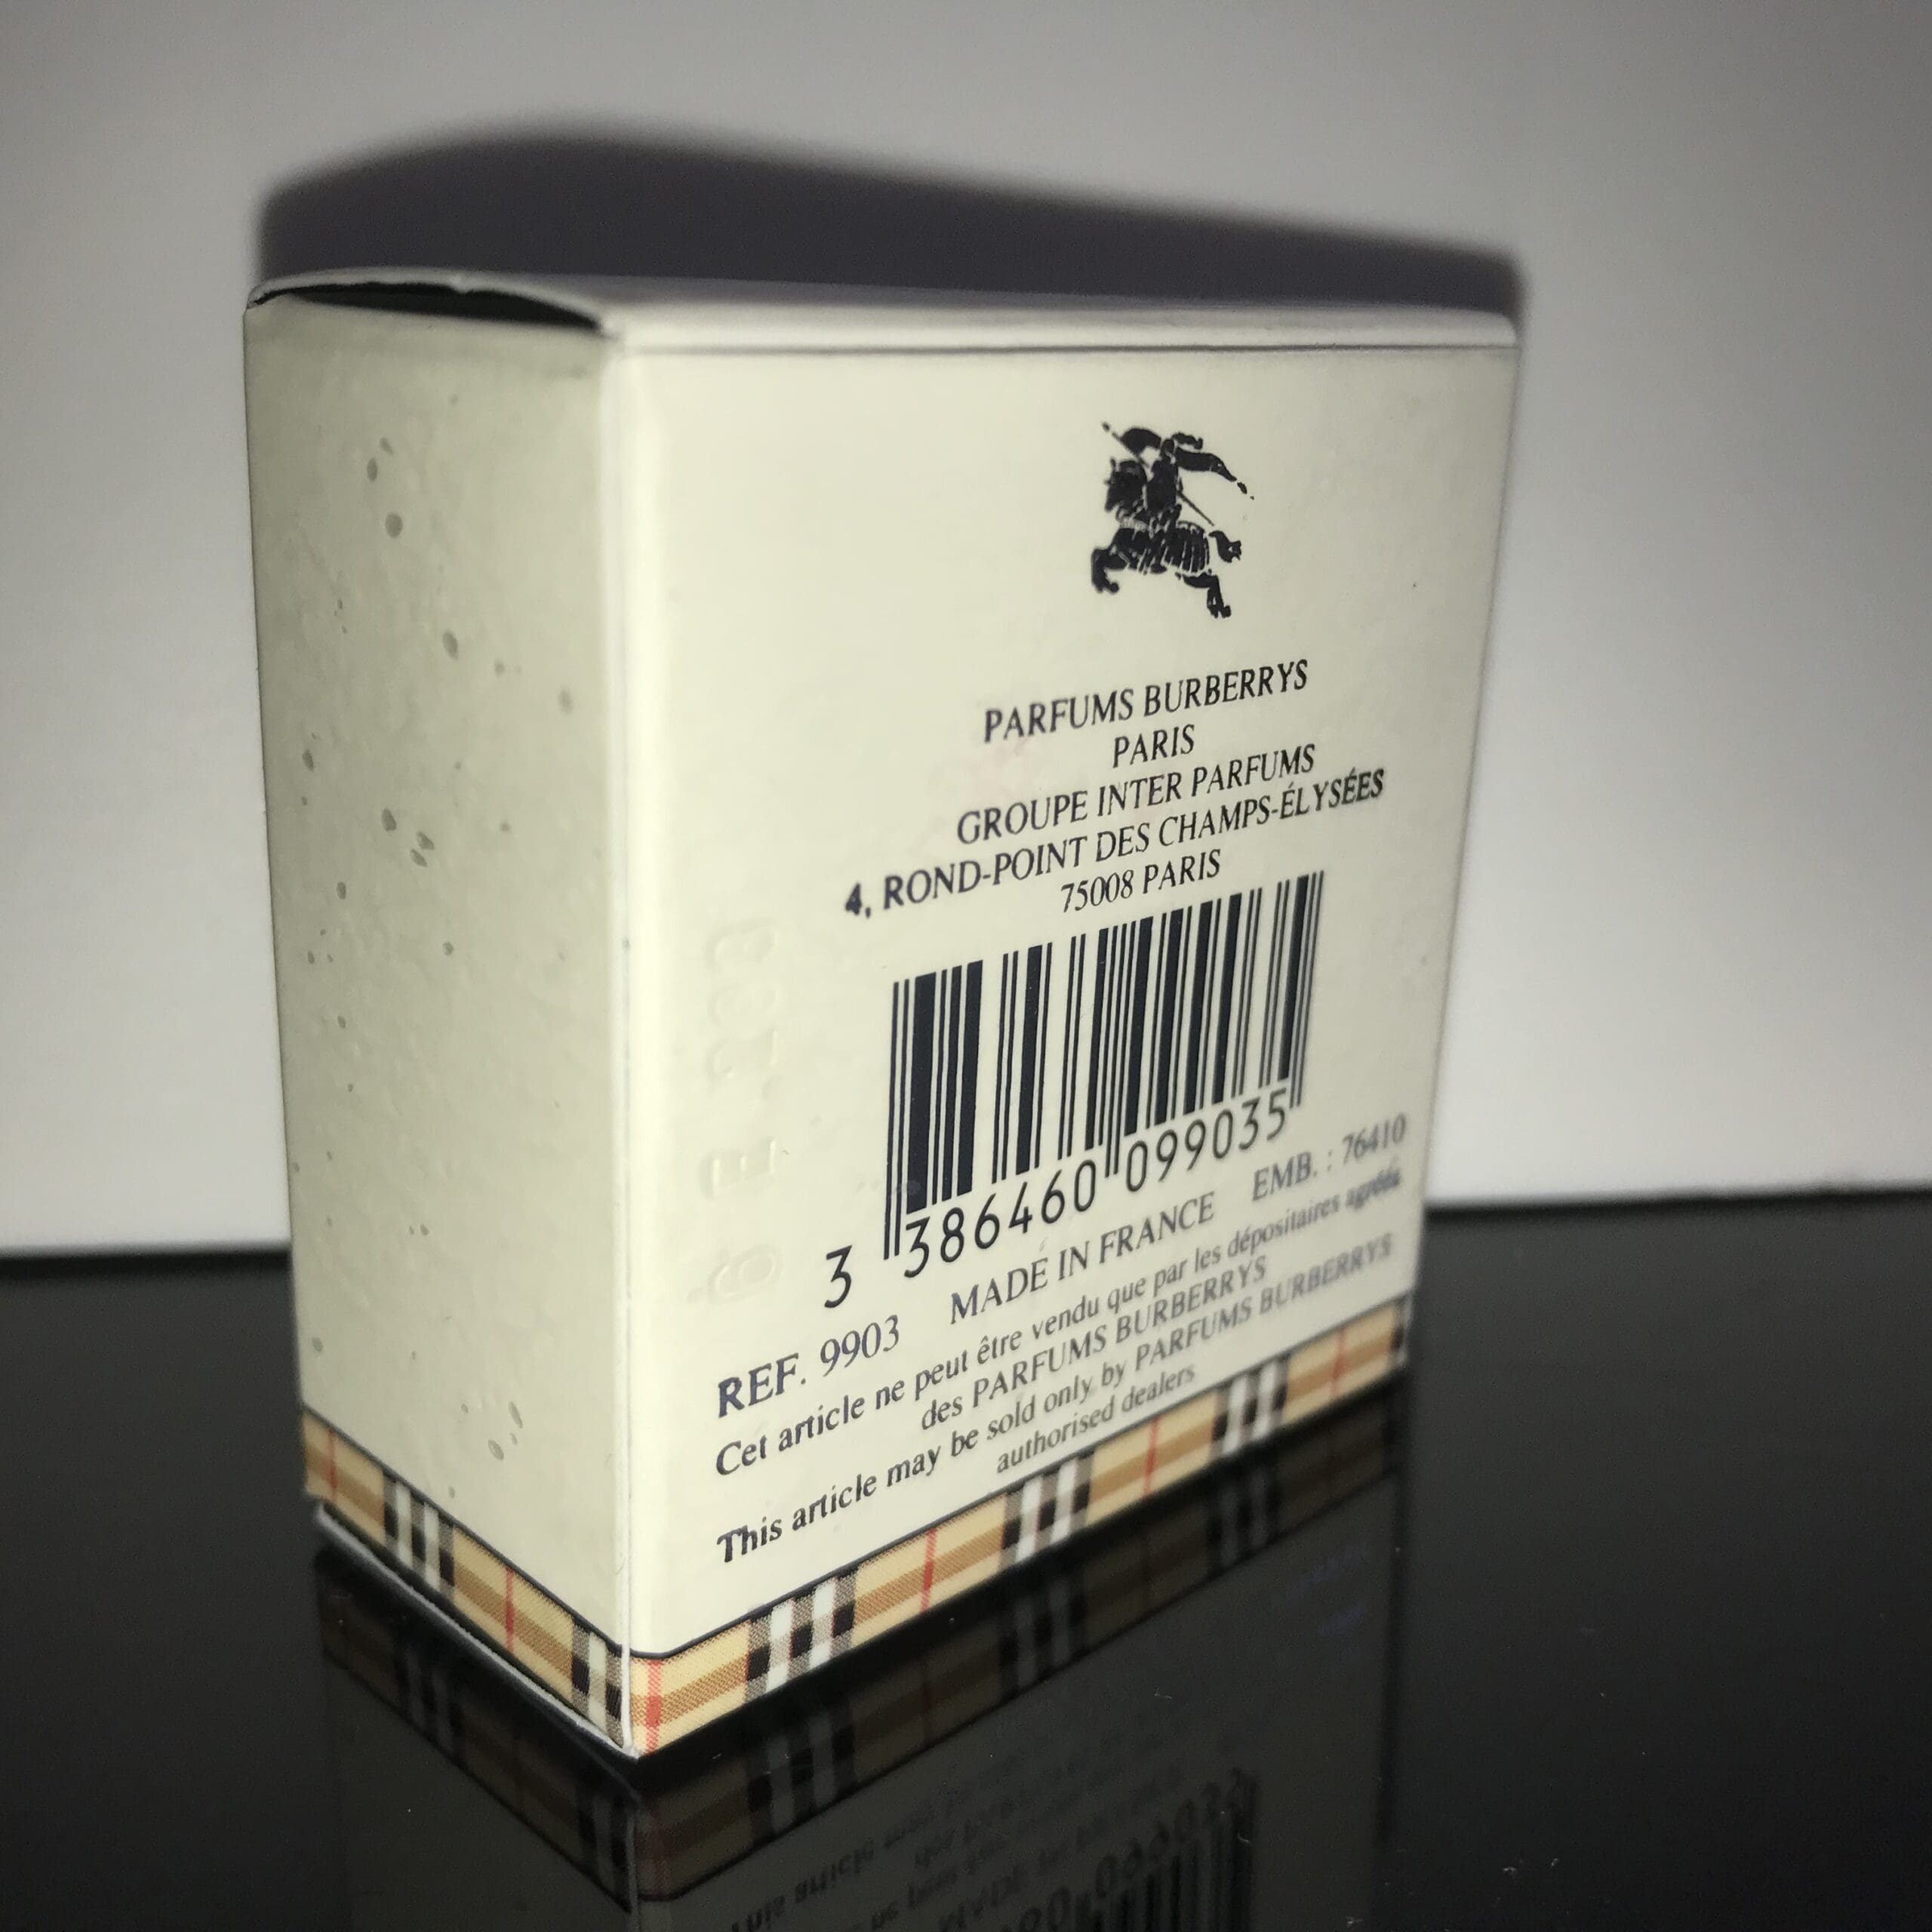 PARFUMS BURBERRYS
PARIS
GROUPE INTER PARFUMS
4, ROND-POINT DES CHAMPS-ÉLYSÉES
75008 PARIS
3 386460 099035
REF. 9903 MADE IN FRANCE EMB. : 76410
Cet article ne peut être vendu que par les dépositaires agréés
des PARFUMS BURBERRYS
This article may be sold only by PARFUMS BURBERRYS
authorised dealers